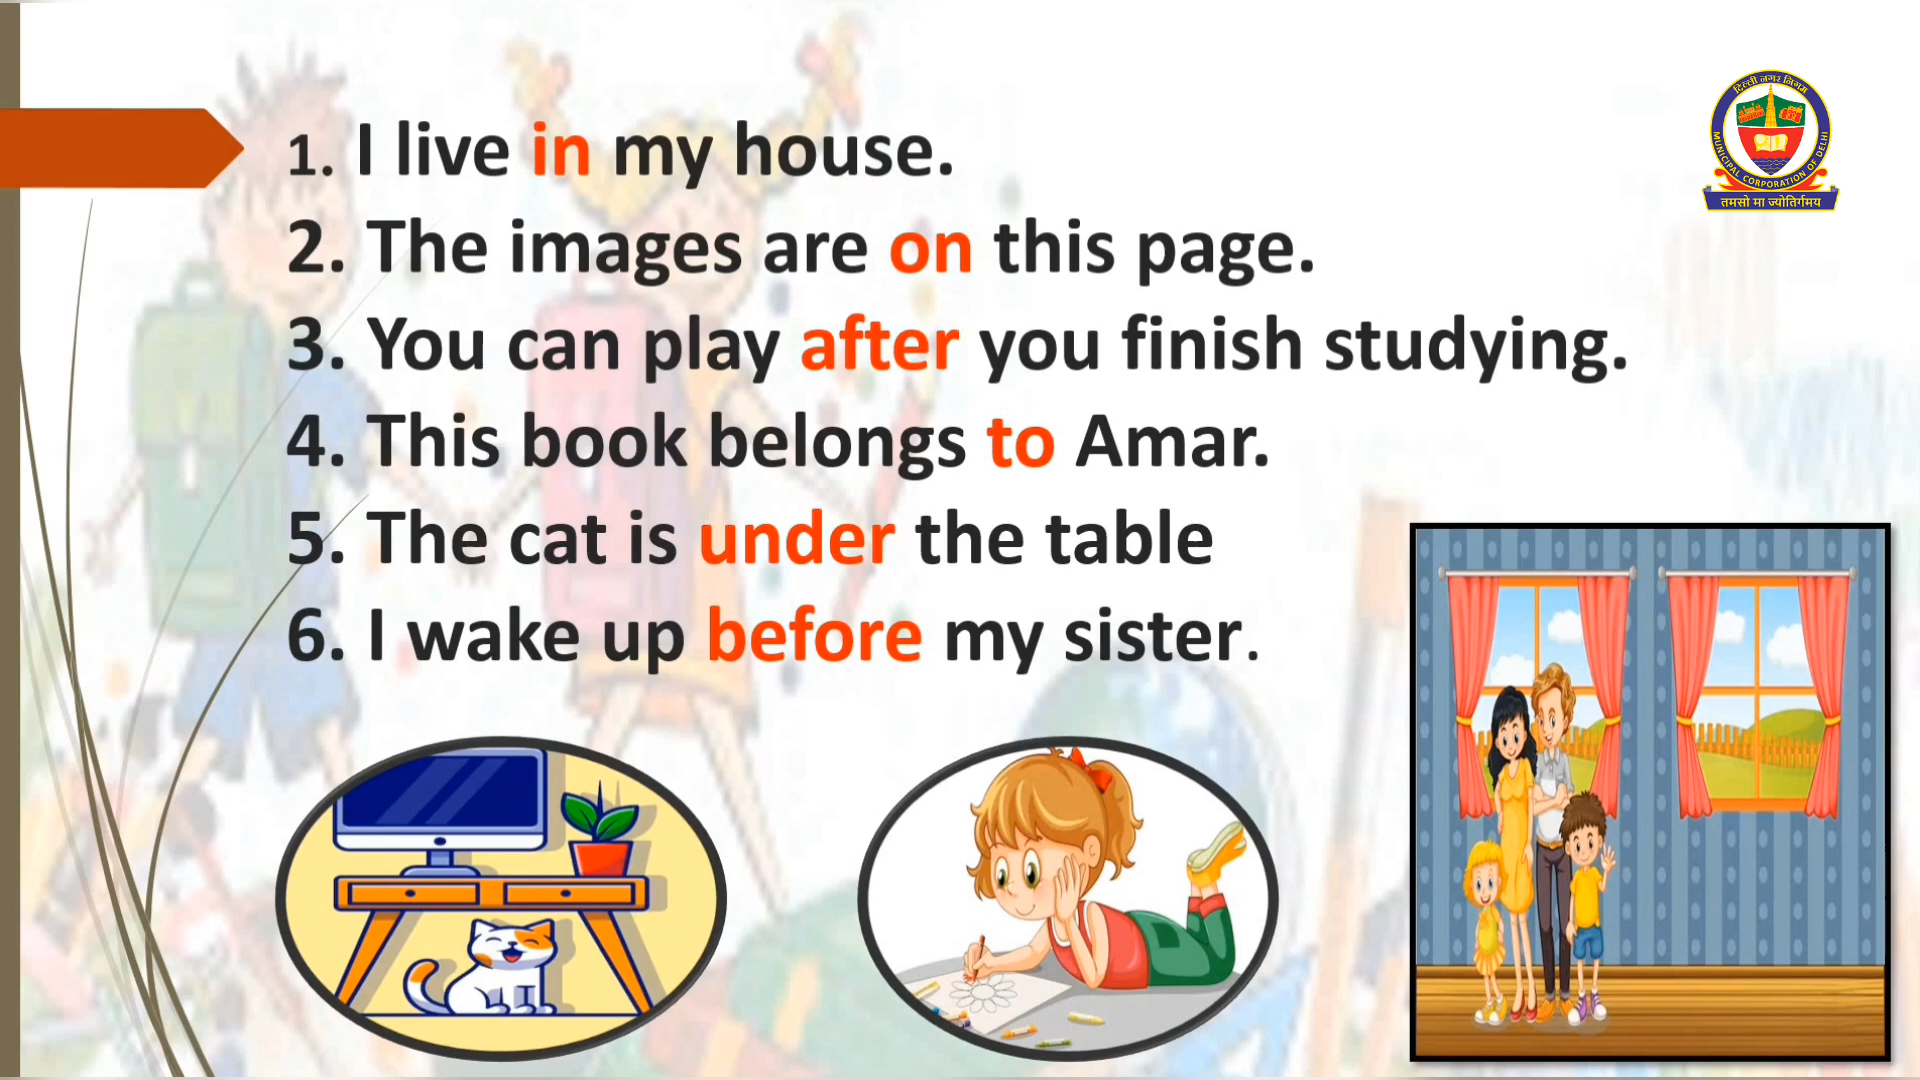 1. I live in my house.
2. The images are on this page.
3. You can play after you finish studying.
4. This book belongs to Amar.
5. The cat is under the table
6. I wake up before my sister.
दिल्ली नगर निगम
MUNICIPAL CORPORATION OF DELHI
तमसो मा ज्योतिर्गमय